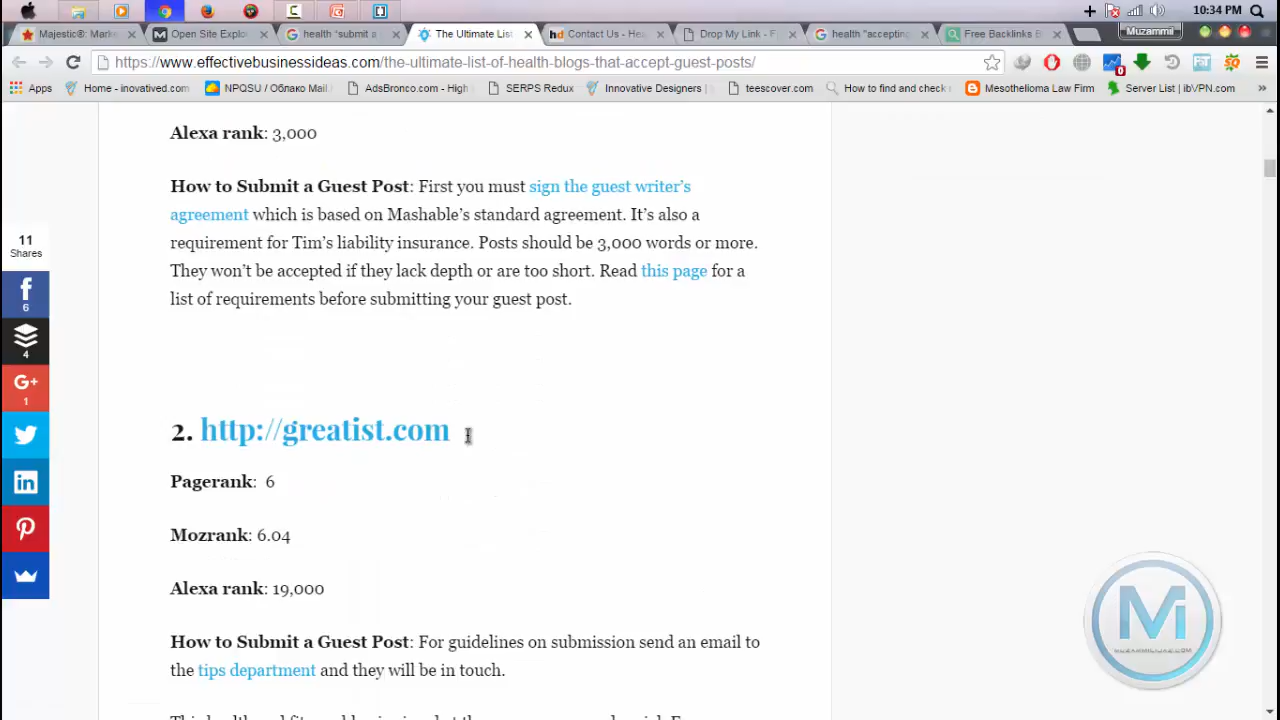 10:34 PM
Majestic®: Mark
Open Site Explo
health "submit a
The Ultimate List
Contact Us - Hea
Drop My Link - F
health "acceptin
Free Backlinks B
Muzammil
https://www.effectivebusinessideas.com/the-ultimate-list-of-health-blogs-that-accept-guest-posts/
0
Apps
Home - inovatived.com
NPQSU / Облако Mail.
AdsBronze.com - High
SERPS Redux
Innovative Designers
teescover.com
How to find and check
Mesothelioma Law Firm
Server List | ibVPN.com
Alexa rank: 3,000
How to Submit a Guest Post: First you must sign the guest writer's
agreement which is based on Mashable's standard agreement. It's also a
requirement for Tim's liability insurance. Posts should be 3,000 words or more.
They won't be accepted if they lack depth or are too short. Read this page for a
list of requirements before submitting your guest post.
11
Shares
6
4
G+
1
2. http://greatist.com
Pagerank: 6
Mozrank: 6.04
Alexa rank: 19,000
How to Submit a Guest Post: For guidelines on submission send an email to
the tips department and they will be in touch.
MUZAMMILIJAZ.COM